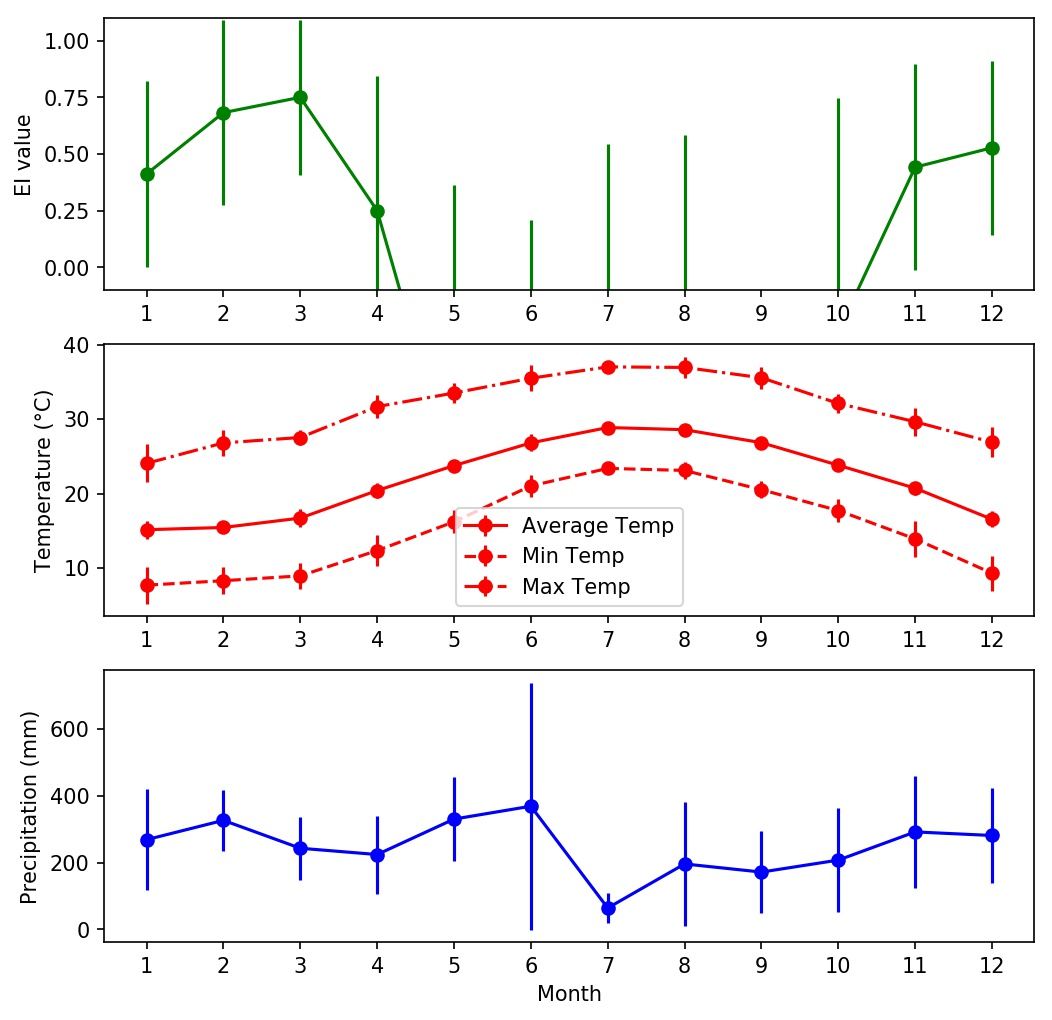 1.00
0.75
0.50
0.25
0.00
EI value
1 2 3 4 5 6 7 8 9 10 11 12
40
30
20
10
Temperature (°C)
Average Temp
Min Temp
Max Temp
1 2 3 4 5 6 7 8 9 10 11 12
600
400
200
0
Precipitation (mm)
1 2 3 4 5 6 7 8 9 10 11 12
Month